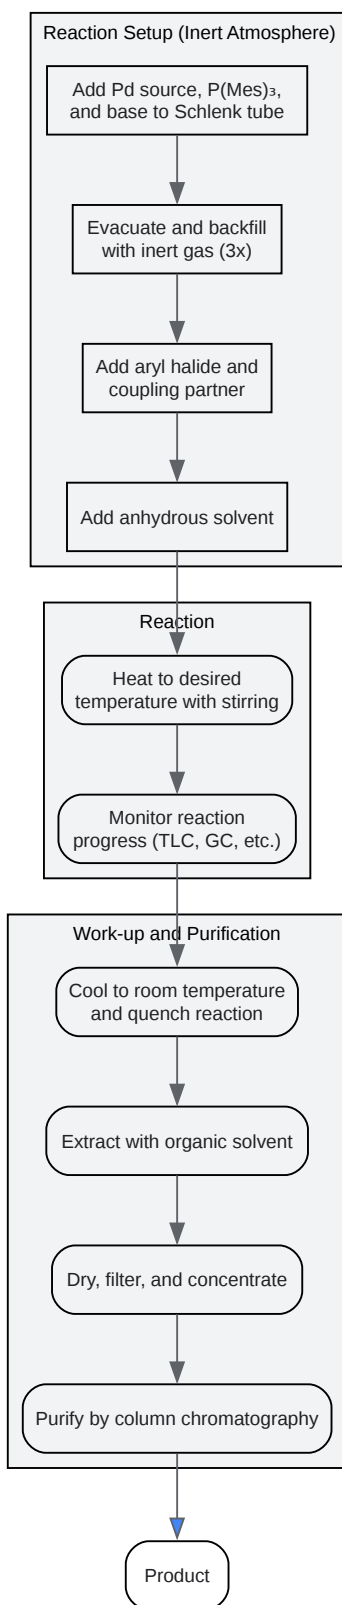 Reaction Setup (Inert Atmosphere)
Add Pd source, P(Mes)₃,
and base to Schlenk tube
Evacuate and backfill
with inert gas (3x)
Add aryl halide and
coupling partner
Add anhydrous solvent
Reaction
Heat to desired
temperature with stirring
Monitor reaction
progress (TLC, GC, etc.)
Work-up and Purification
Cool to room temperature
and quench reaction
Extract with organic solvent
Dry, filter, and concentrate
Purify by column chromatography
Product